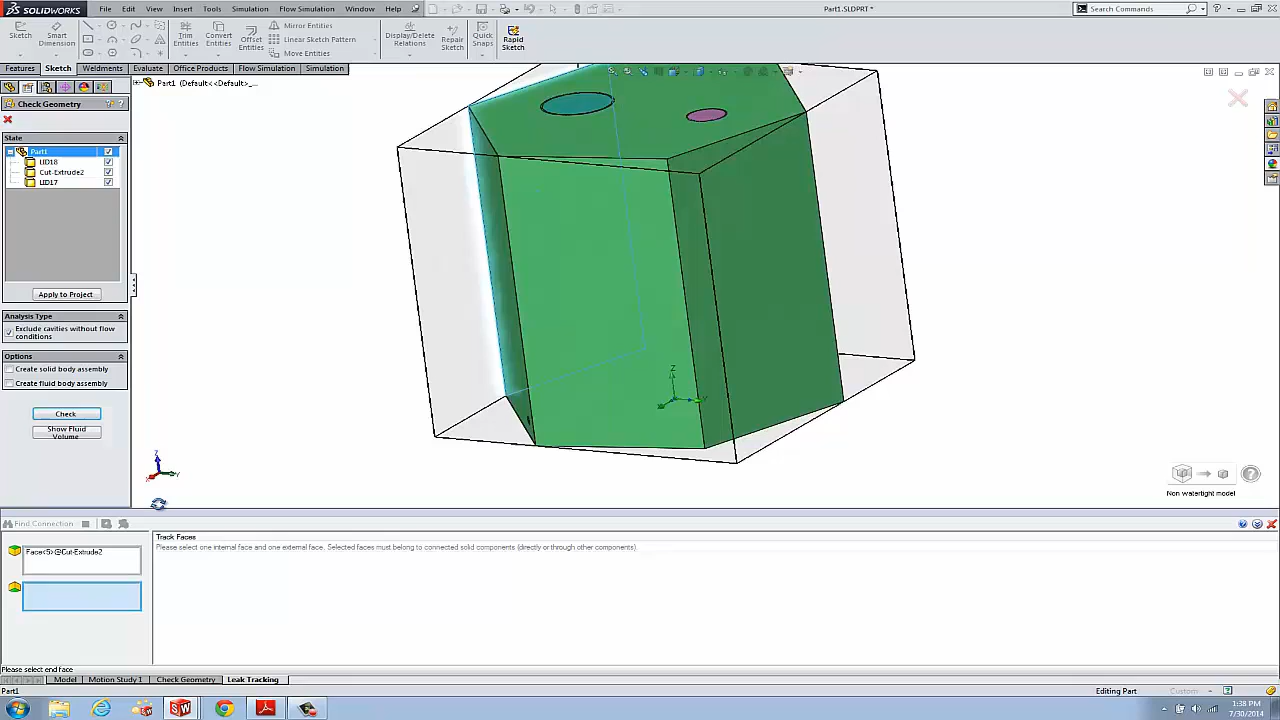 SOLIDWORKS File Edit View Insert Tools Simulation Flow Simulation Window Help Part1.SLDPRT * Search Commands
Sketch Smart Dimension Trim Entities Convert Entities Offset Entities Mirror Entities Linear Sketch Pattern Move Entities Display/Delete Relations Repair Sketch Quick Snaps Rapid Sketch
Features Sketch Weldments Evaluate Office Products Flow Simulation Simulation
Part1 (Default<<Default>_...
Check Geometry
State
Part1
LID18
Cut-Extrude2
LID17
Apply to Project
Analysis Type
Exclude cavities without flow
conditions
Options
Create solid body assembly
Create fluid body assembly
Check
Show Fluid
Volume
Z
Z
Y
X
Non watertight model
Find Connection
Track Faces
Please select one internal face and one external face. Selected faces must belong to connected solid components (directly or through other components).
Face<5>@Cut-Extrude2
Please select end face
Model Motion Study 1 Check Geometry Leak Tracking
Part1 Editing Part Custom
1:38 PM
7/30/2014